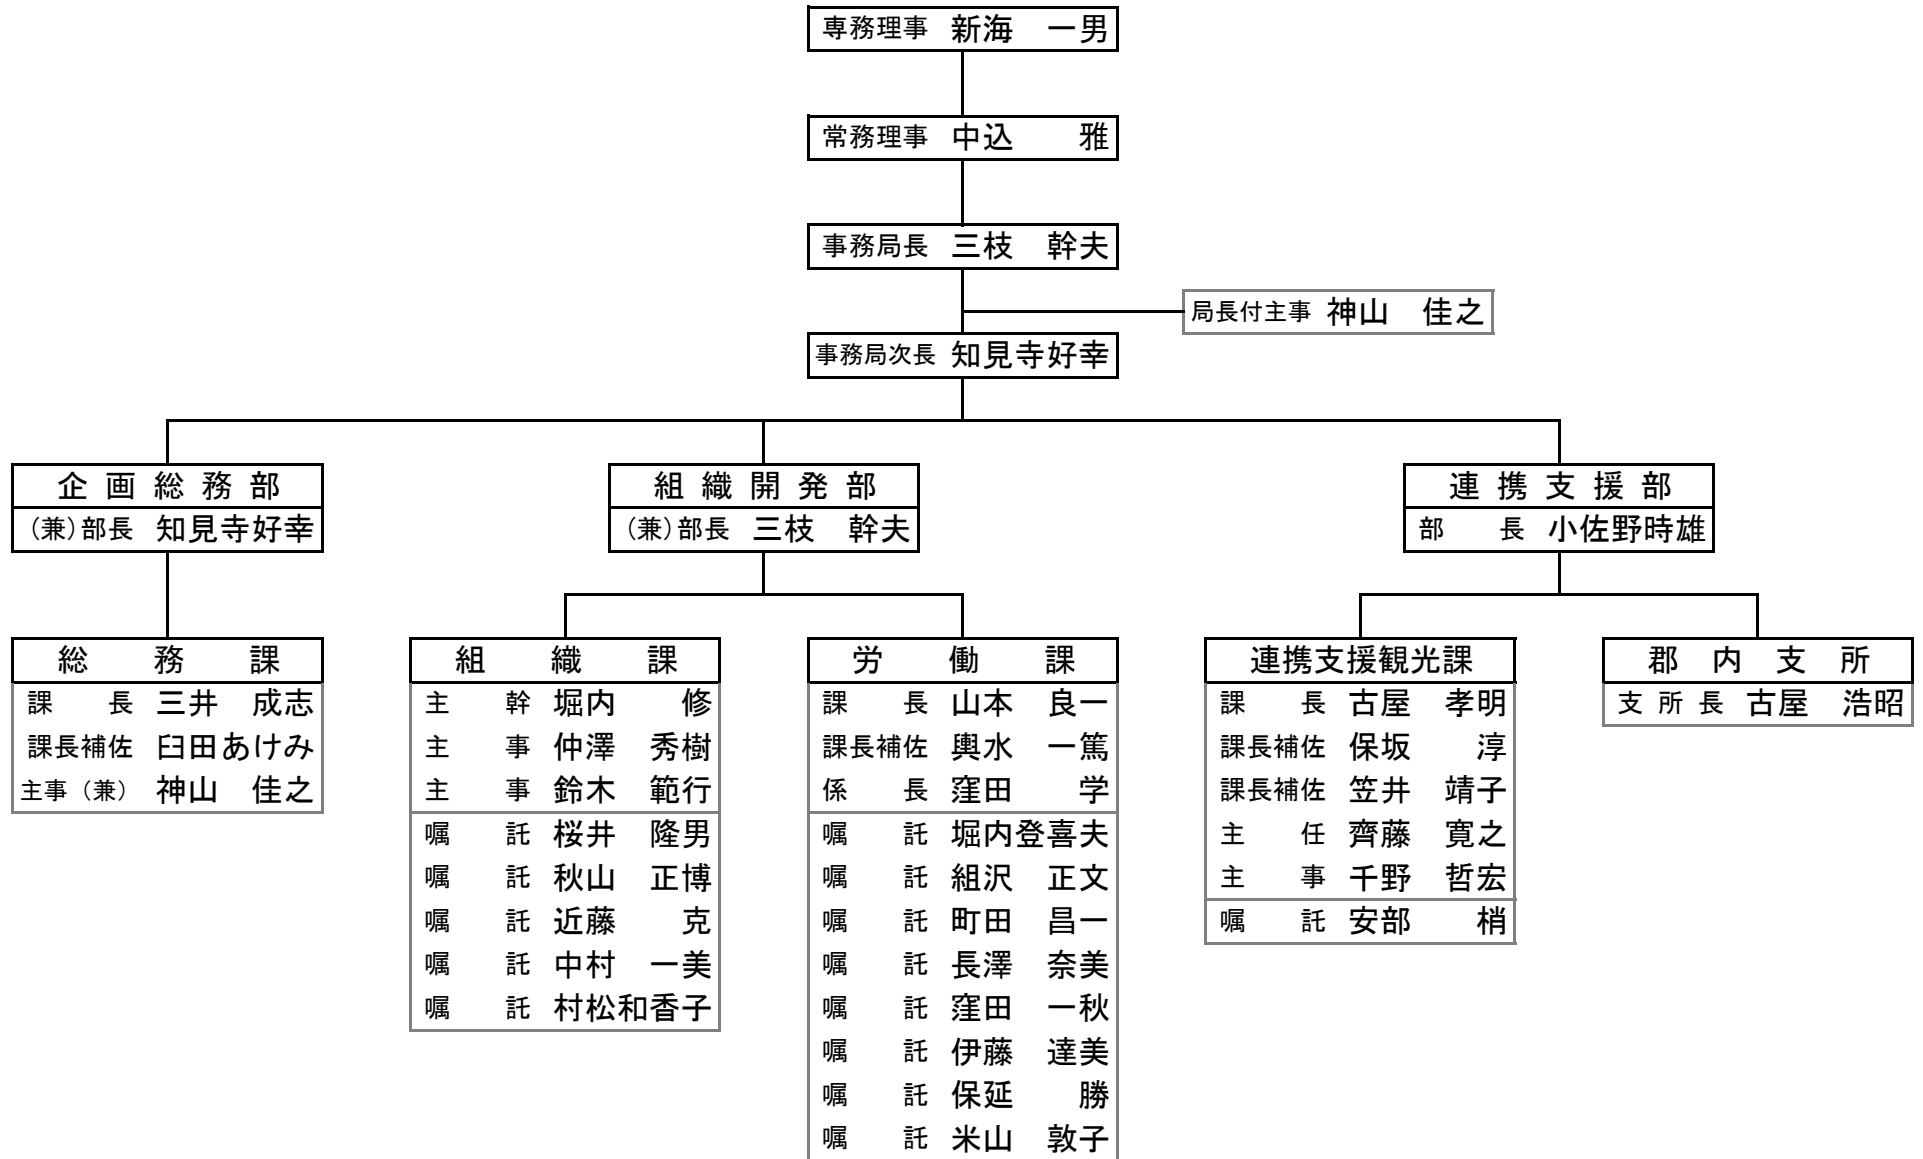 専務理事 新海 一男
常務理事 中込 雅
事務局長 三枝 幹夫
局長付主事 神山 佳之
事務局次長 知見寺好幸
企画総務部
(兼)部長 知見寺好幸
組織開発部
(兼)部長 三枝 幹夫
連携支援部
部長 小佐野時雄
総務課
課長 三井 成志
課長補佐 臼田あけみ
主事(兼) 神山 佳之
組織課
主幹 堀内 修
主事 仲澤 秀樹
主事 鈴木 範行
嘱託 桜井 隆男
嘱託 秋山 正博
嘱託 近藤 克
嘱託 中村 一美
嘱託 村松和香子
労働課
課長 山本 良一
課長補佐 輿水 一篤
係長 窪田 学
嘱託 堀内登喜夫
嘱託 組沢 正文
嘱託 町田 昌一
嘱託 長澤 奈美
嘱託 窪田 一秋
嘱託 伊藤 達美
嘱託 保延 勝
嘱託 米山 敦子
連携支援観光課
課長 古屋 孝明
課長補佐 保坂 淳
課長補佐 笠井 靖子
主任 齊藤 寛之
主事 千野 哲宏
嘱託 安部 梢
郡内支所
支所長 古屋 浩昭